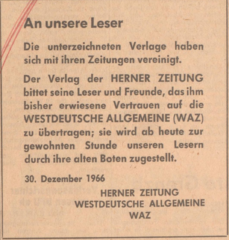 An unsere Leser
Die unterzeichneten Verlage haben
sich mit ihren Zeitungen vereinigt.
Der Verlag der HERNER ZEITUNG
bittet seine Leser und Freunde, das ihm
bisher erwiesene Vertrauen auf die
WESTDEUTSCHE ALLGEMEINE (WAZ)
zu übertragen; sie wird ab heute zur
gewohnten Stunde unseren Lesern
durch ihre alten Boten zugestellt.
30. Dezember 1966
HERNER ZEITUNG
WESTDEUTSCHE ALLGEMEINE
WAZ